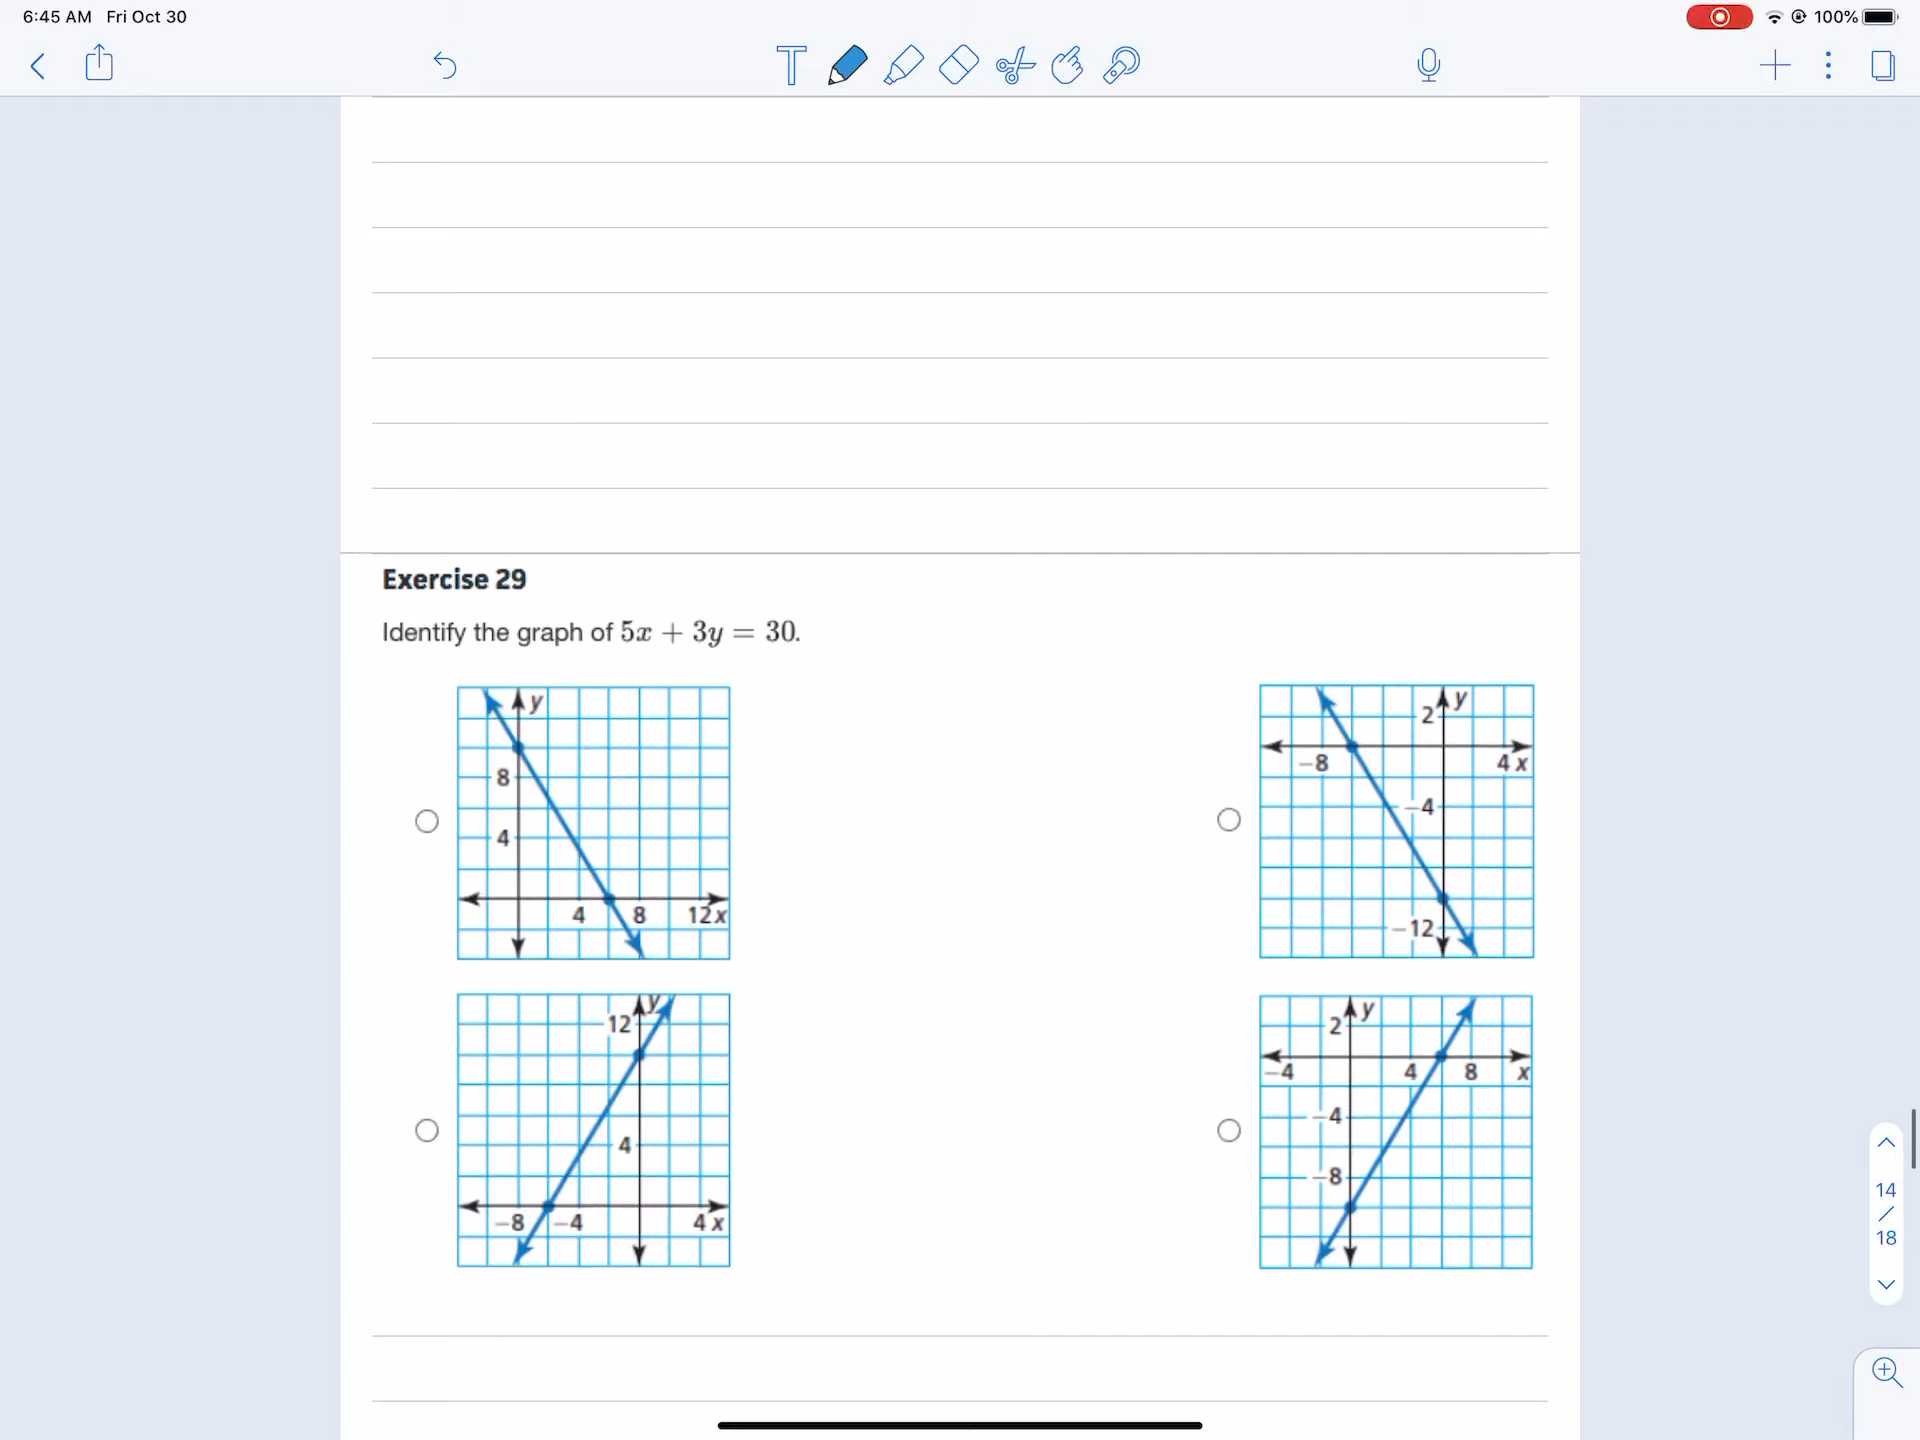 6:45 AM Fri Oct 30
100%
T
Exercise 29
Identify the graph of 5x + 3y = 30.
y
8
4
4 8 12 x
2 y
−8 4 x
−4
−12
12 y
4
−8 −4 4 x
2 y
−4 4 8 x
−4
−8
14
/
18